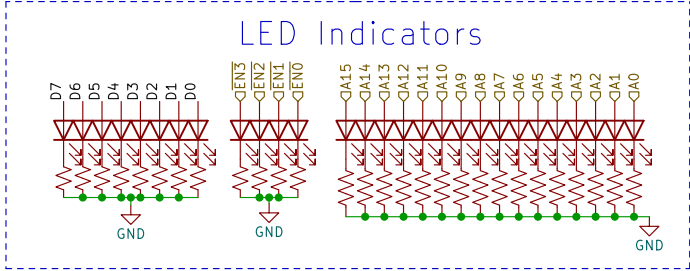 LED Indicators
D7 D6 D5 D4 D3 D2 D1 D0
EN3 EN2 EN1 EN0
A15 A14 A13 A12 A11 A10 A9 A8 A7 A6 A5 A4 A3 A2 A1 A0
GND GND GND